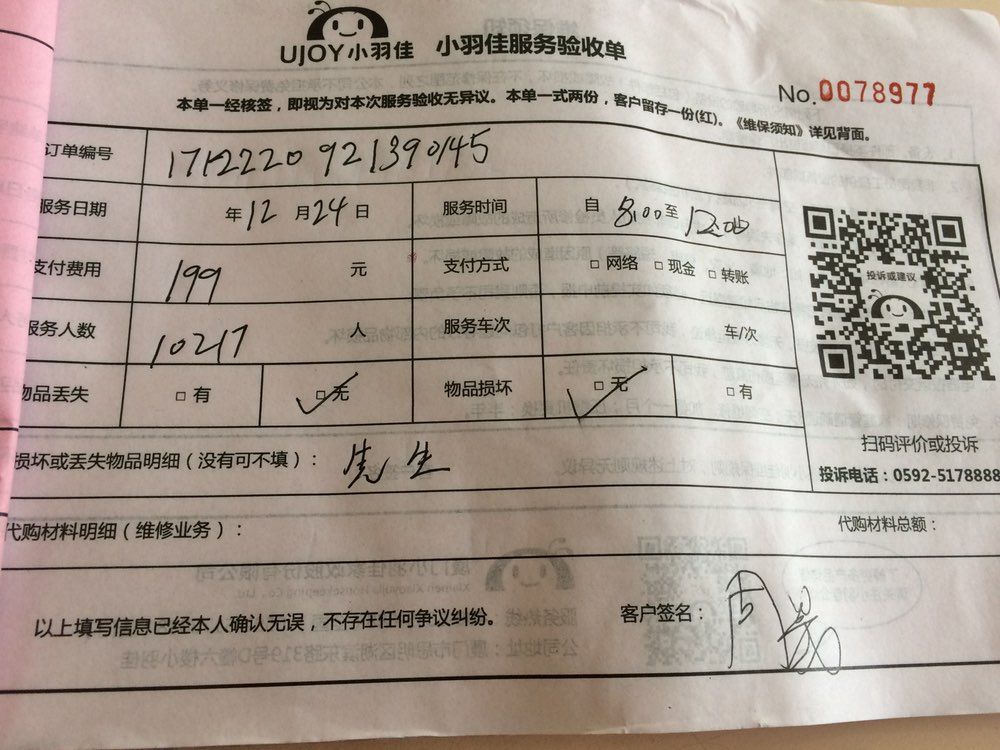 UJOY小羽佳 小羽佳服务验收单
No.0078977
本单一经核签，即视为对本次服务验收无异议。本单一式两份，客户留存一份(红)。《维保须知》详见背面。
订单编号 171222092139045
服务日期 年12月24日 服务时间 自8:00至12:00
支付费用 199 元 支付方式 □网络 □现金 □转账
服务人数 10217 人 服务车次 车/次
物品丢失 □有 □无 物品损坏 □无 □有
投诉或建议
扫码评价或投诉
投诉电话：0592-5178888
损坏或丢失物品明细（没有可不填）： 先生
代购材料明细（维修业务）： 代购材料总额：
以上填写信息已经本人确认无误，不存在任何争议纠纷。 客户签名：